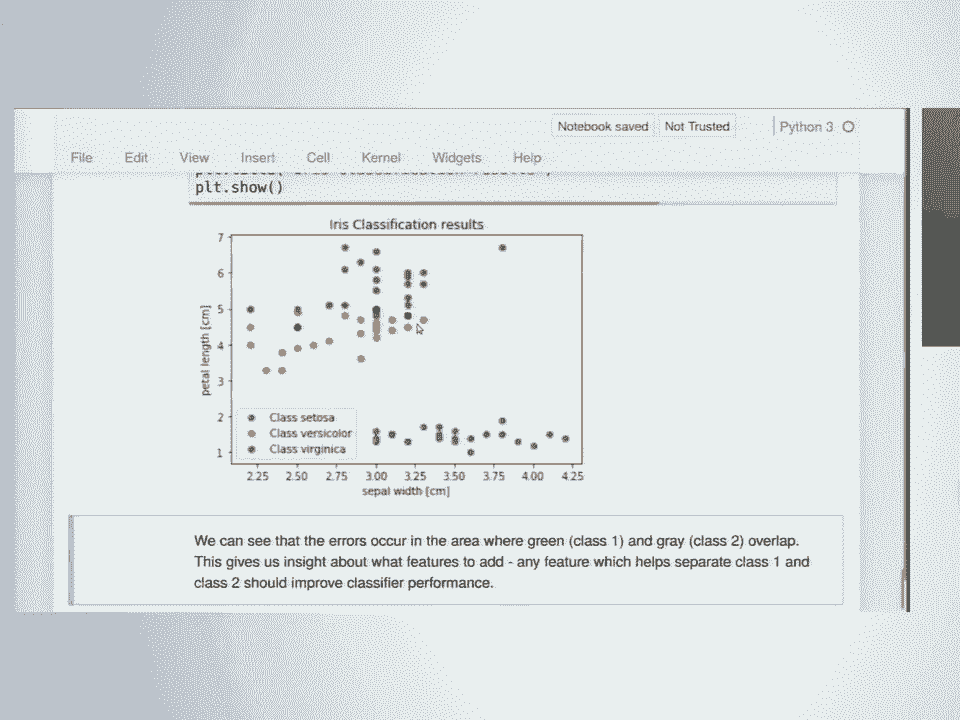 Notebook saved Not Trusted Python 3
File Edit View Insert Cell Kernel Widgets Help
plt.show()
Iris Classification results
7
6
5
4
3
2
1
petal length [cm]
Class setosa
Class versicolor
Class virginica
2.25 2.50 2.75 3.00 3.25 3.50 3.75 4.00 4.25
sepal width [cm]
We can see that the errors occur in the area where green (class 1) and gray (class 2) overlap.
This gives us insight about what features to add - any feature which helps separate class 1 and
class 2 should improve classifier performance.